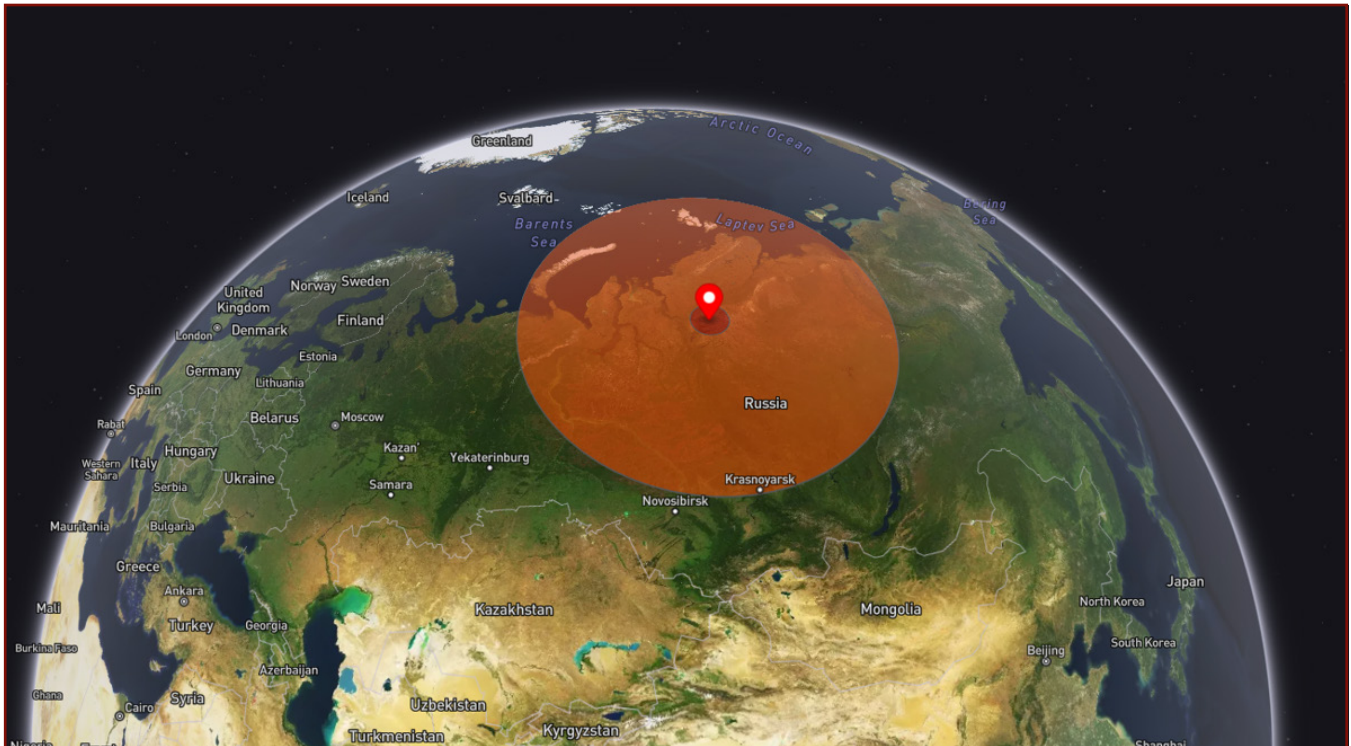 Arctic Ocean
Greenland
Iceland
Svalbard
Bering
Sea
Barents
Sea
Laptev Sea
Norway
Sweden
United
Kingdom
Finland
London
Denmark
Estonia
Germany
Lithuania
Spain
Russia
Belarus
Moscow
Rabat
Kazan'
Hungary
Yekaterinburg
Western
Sahara
Italy
Ukraine
Krasnoyarsk
Samara
Serbia
Novosibirsk
Mauritania
Bulgaria
Greece
Japan
Ankara
North Korea
Mali
Kazakhstan
Mongolia
Turkey
Georgia
South Korea
Burkina Faso
Beijing
Azerbaijan
Ghana
Syria
Cairo
Uzbekistan
Kyrgyzstan
Turkmenistan
Shanghai